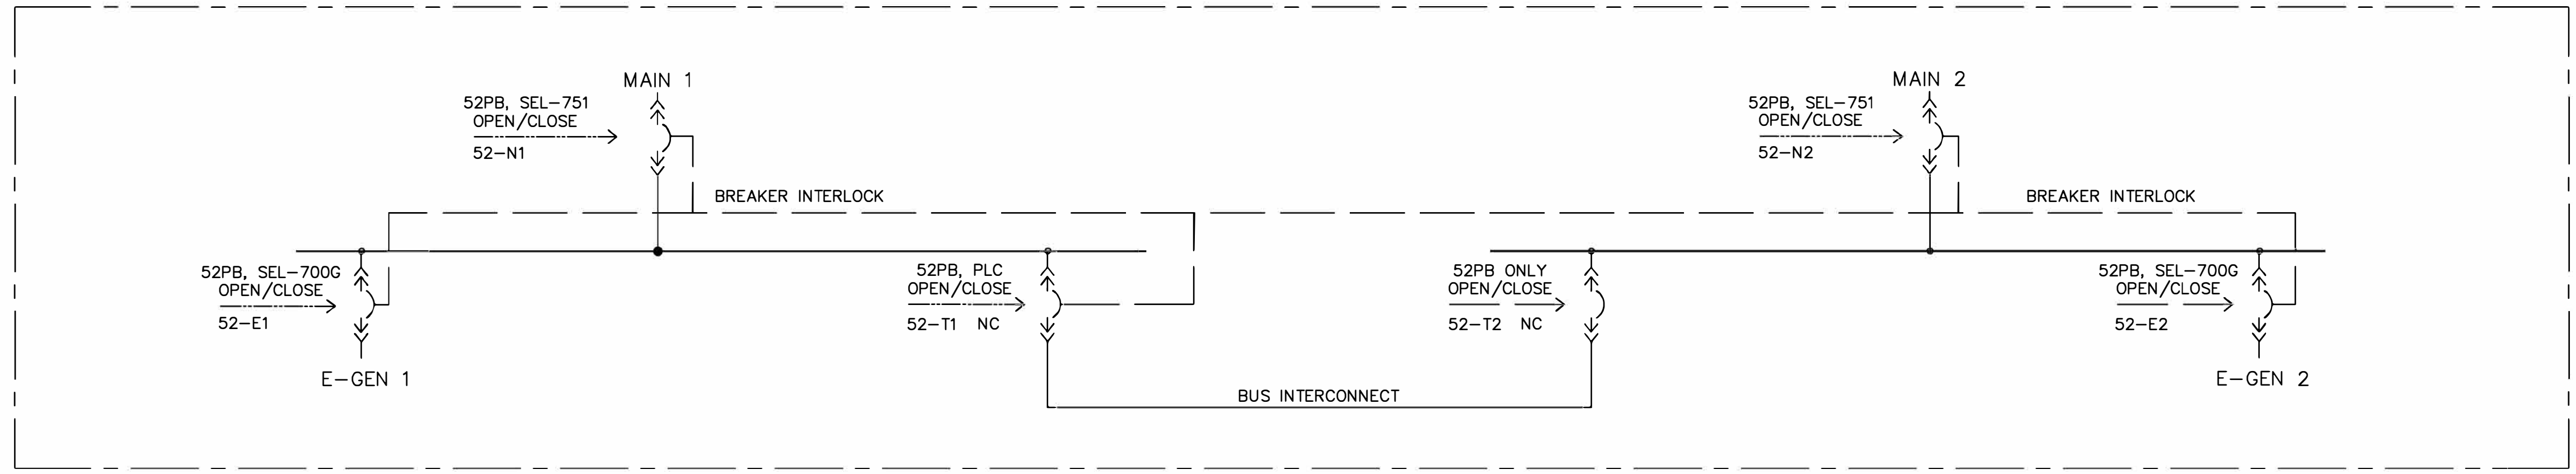 MAIN 1
52PB, SEL-751
OPEN/CLOSE
52-N1
BREAKER INTERLOCK
52PB, SEL-700G
OPEN/CLOSE
52-E1
E-GEN 1
52PB, PLC
OPEN/CLOSE
52-T1 NC
BUS INTERCONNECT
MAIN 2
52PB, SEL-751
OPEN/CLOSE
52-N2
BREAKER INTERLOCK
52PB ONLY
OPEN/CLOSE
52-T2 NC
52PB, SEL-700G
OPEN/CLOSE
52-E2
E-GEN 2